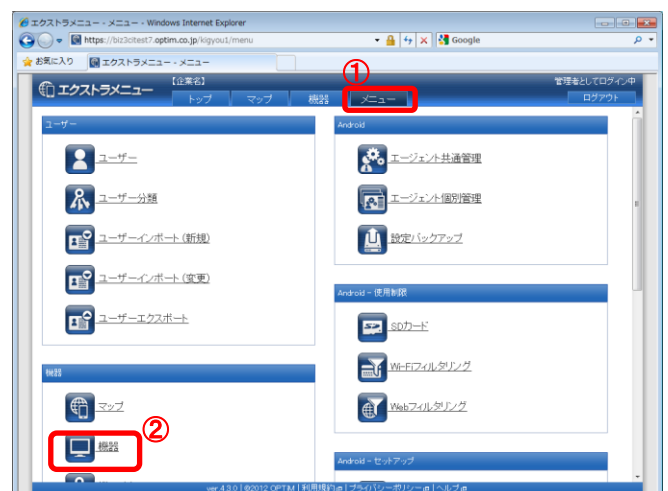 エクストラメニュー - メニュー - Windows Internet Explorer
https://biz3citest7.optim.co.jp/kigyou1/menu
Google
お気に入り
エクストラメニュー - メニュー
①
エクストラメニュー
【企業名】
管理者としてログイン中
トップ
マップ
機器
メニュー
ログアウト
ユーザー
ユーザー
ユーザー分類
ユーザーインポート(新規)
ユーザーインポート(変更)
ユーザーエクスポート
機器
マップ
②
機器
Android
エージェント共通管理
エージェント個別管理
設定バックアップ
Android - 使用制限
SDカード
Wi-Fiフィルタリング
Webフィルタリング
Android - セットアップ
ver 4.9.0 | ©2012 OPTiM | 利用規約 | プライバシーポリシー | ヘルプ